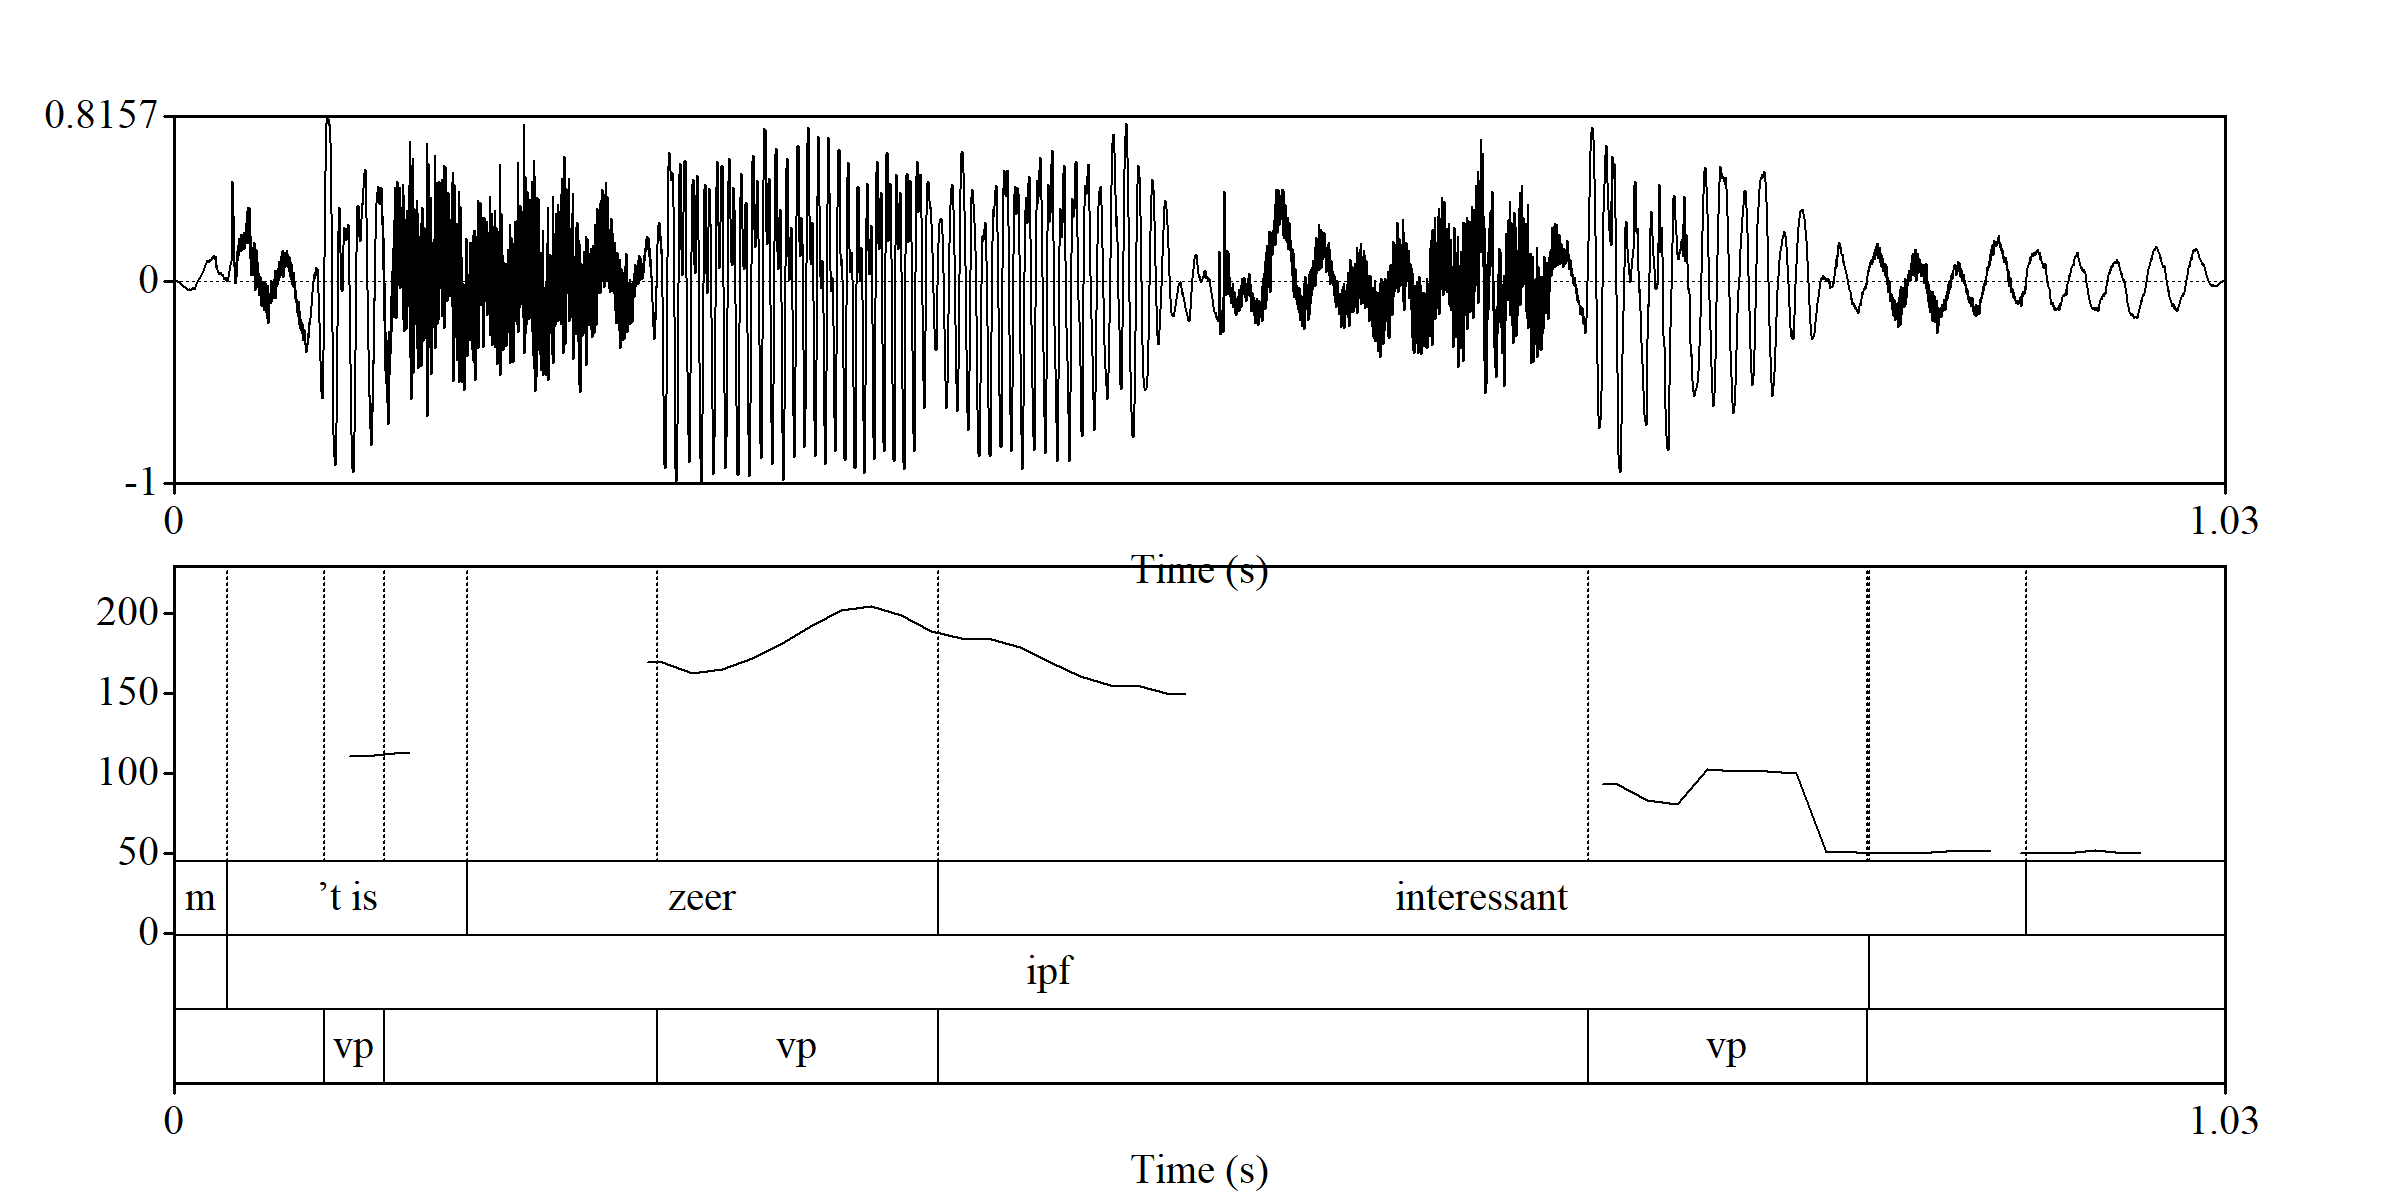 0.8157
0
-1
0 1.03
Time (s)
200
150
100
50
0
m ’t is zeer interessant
ipf
vp vp vp
0 1.03
Time (s)